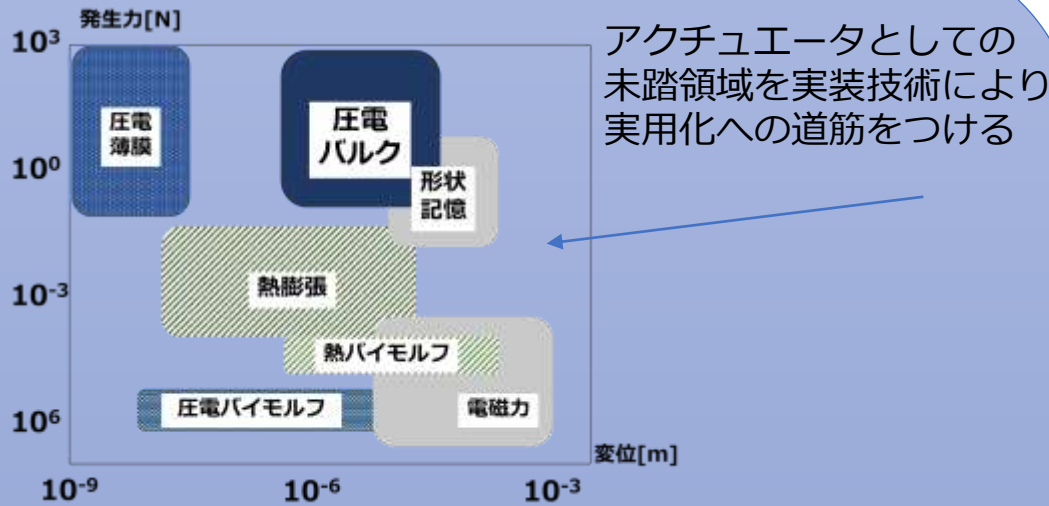 発生力[N]
10³
10⁰
10⁻³
10⁶
圧電
薄膜
圧電
バルク
形状
記憶
熱膨張
熱バイモルフ
圧電バイモルフ
電磁力
変位[m]
10⁻⁹
10⁻⁶
10⁻³
アクチュエータとしての
未踏領域を実装技術により
実用化への道筋をつける